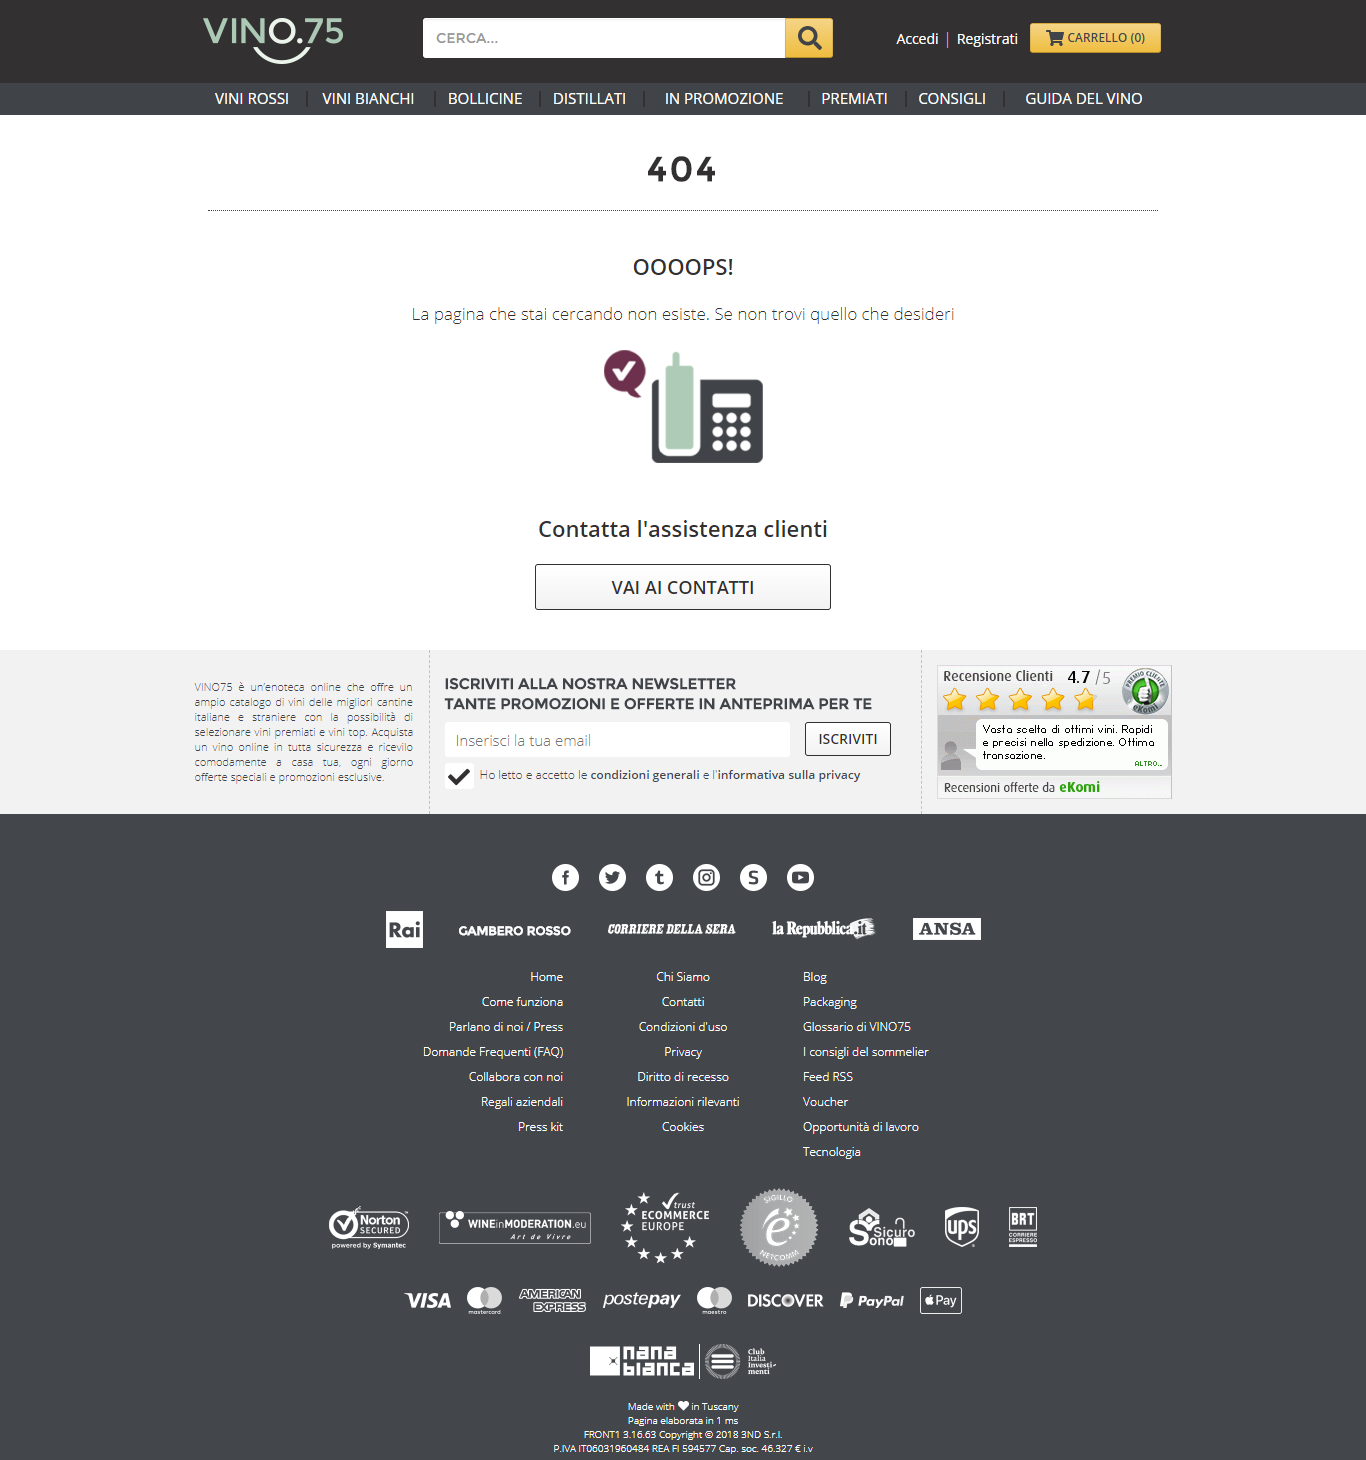 VINO.75
CERCA...
Accedi | Registrati
CARRELLO (0)
VINI ROSSI
VINI BIANCHI
BOLLICINE
DISTILLATI
IN PROMOZIONE
PREMIATI
CONSIGLI
GUIDA DEL VINO
404
OOOOPS!
La pagina che stai cercando non esiste. Se non trovi quello che desideri
Contatta l'assistenza clienti
VAI AI CONTATTI
VINO75 è un'enoteca online che offre un
ampio catalogo di vini delle migliori cantine
italiane e straniere con la possibilità di
selezionare vini premiati e vini top. Acquista
un vino online in tutta sicurezza e ricevilo
comodamente a casa tua, ogni giorno
offerte speciali e promozioni esclusive.
ISCRIVITI ALLA NOSTRA NEWSLETTER
TANTE PROMOZIONI E OFFERTE IN ANTEPRIMA PER TE
Inserisci la tua email
ISCRIVITI
Ho letto e accetto le condizioni generali e l'informativa sulla privacy
Recensione Clienti 4.7 /5
PREMIO CLIENTI
eKomi
Vasta scelta di ottimi vini. Rapidi
e precisi nella spedizione. Ottima
transazione.
ALTRO...
Recensioni offerte da eKomi
Rai
GAMBERO ROSSO
CORRIERE DELLA SERA
la Repubblica.it
ANSA
Home
Come funziona
Parlano di noi / Press
Domande Frequenti (FAQ)
Collabora con noi
Regali aziendali
Press kit
Chi Siamo
Contatti
Condizioni d'uso
Privacy
Diritto di recesso
Informazioni rilevanti
Cookies
Blog
Packaging
Glossario di VINO75
I consigli del sommelier
Feed RSS
Voucher
Opportunità di lavoro
Tecnologia
Norton
SECURED
powered by Symantec
WINEinMODERATION.eu
Art de Vivre
trust
ECOMMERCE
EUROPE
SIGILLO
NETCOMM
Sicuro
Sono
ups
BRT
CORRIERE
ESPRESSO
VISA
mastercard
AMERICAN
EXPRESS
postepay
maestro
DISCOVER
PayPal
Pay
nana
bianca
Club
Italia
Investi-
menti
Made with in Tuscany
Pagina elaborata in 1 ms
FRONT1 3.16.63 Copyright © 2018 3ND S.r.l.
P.IVA IT06031960484 REA FI 594577 Cap. soc. 46.327 € i.v